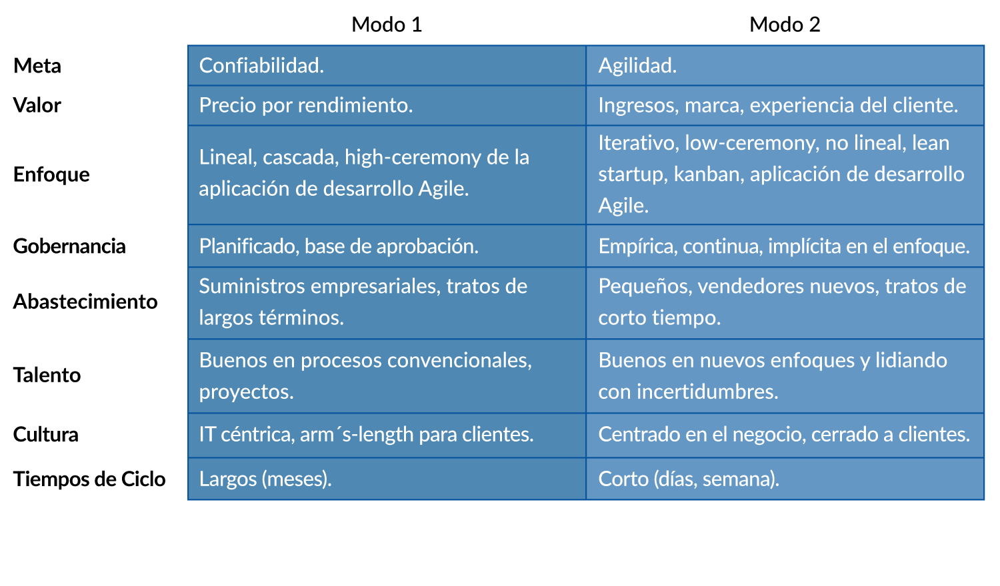 Modo 1
Modo 2
Meta
Confiabilidad.
Agilidad.
Valor
Precio por rendimiento.
Ingresos, marca, experiencia del cliente.
Enfoque
Lineal, cascada, high-ceremony de la
aplicación de desarrollo Agile.
Iterativo, low-ceremony, no lineal, lean
startup, kanban, aplicación de desarrollo
Agile.
Gobernancia
Planificado, base de aprobación.
Empírica, continua, implícita en el enfoque.
Abastecimiento
Suministros empresariales, tratos de
largos términos.
Pequeños, vendedores nuevos, tratos de
corto tiempo.
Talento
Buenos en procesos convencionales,
proyectos.
Buenos en nuevos enfoques y lidiando
con incertidumbres.
Cultura
IT céntrica, arm´s-length para clientes.
Centrado en el negocio, cerrado a clientes.
Tiempos de Ciclo
Largos (meses).
Corto (días, semana).